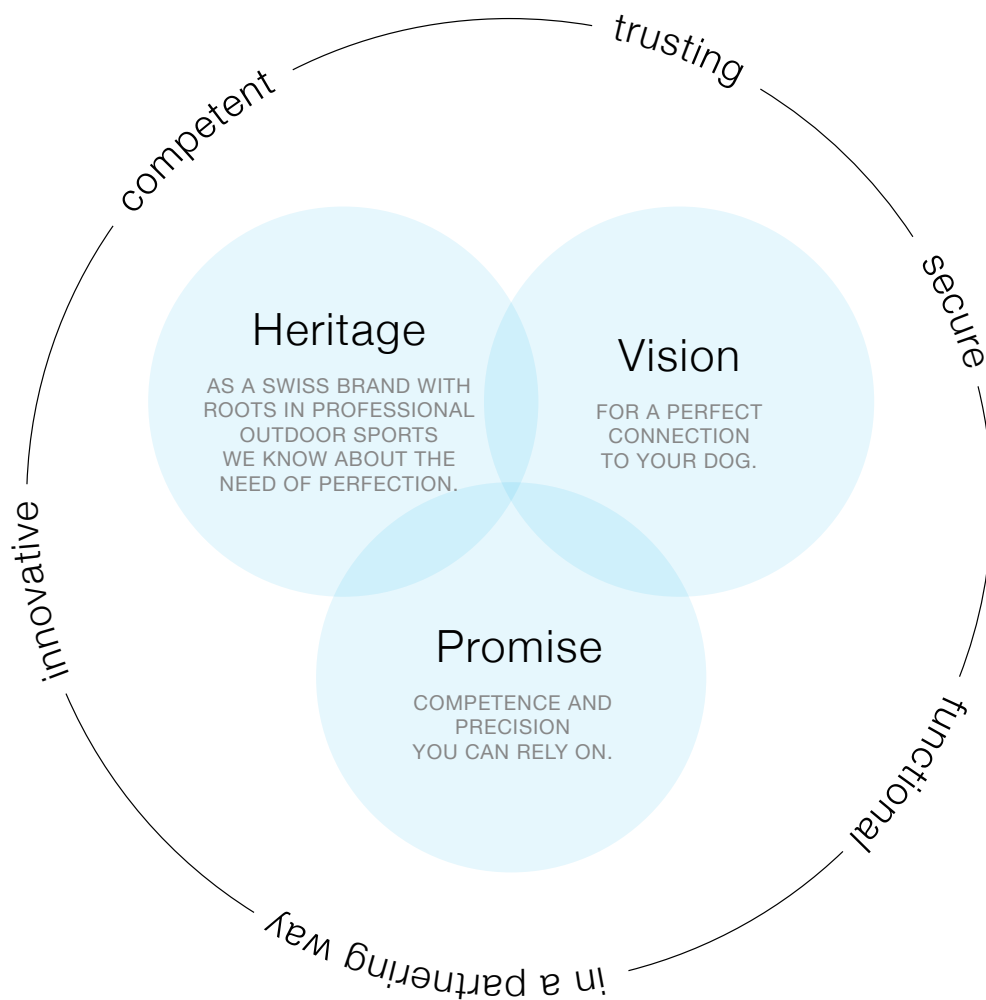 trusting
competent
secure
Heritage
AS A SWISS BRAND WITH
ROOTS IN PROFESSIONAL
OUTDOOR SPORTS
WE KNOW ABOUT THE
NEED OF PERFECTION.
Vision
FOR A PERFECT
CONNECTION
TO YOUR DOG.
innovative
Promise
COMPETENCE AND
PRECISION
YOU CAN RELY ON.
functional
in a partnering way